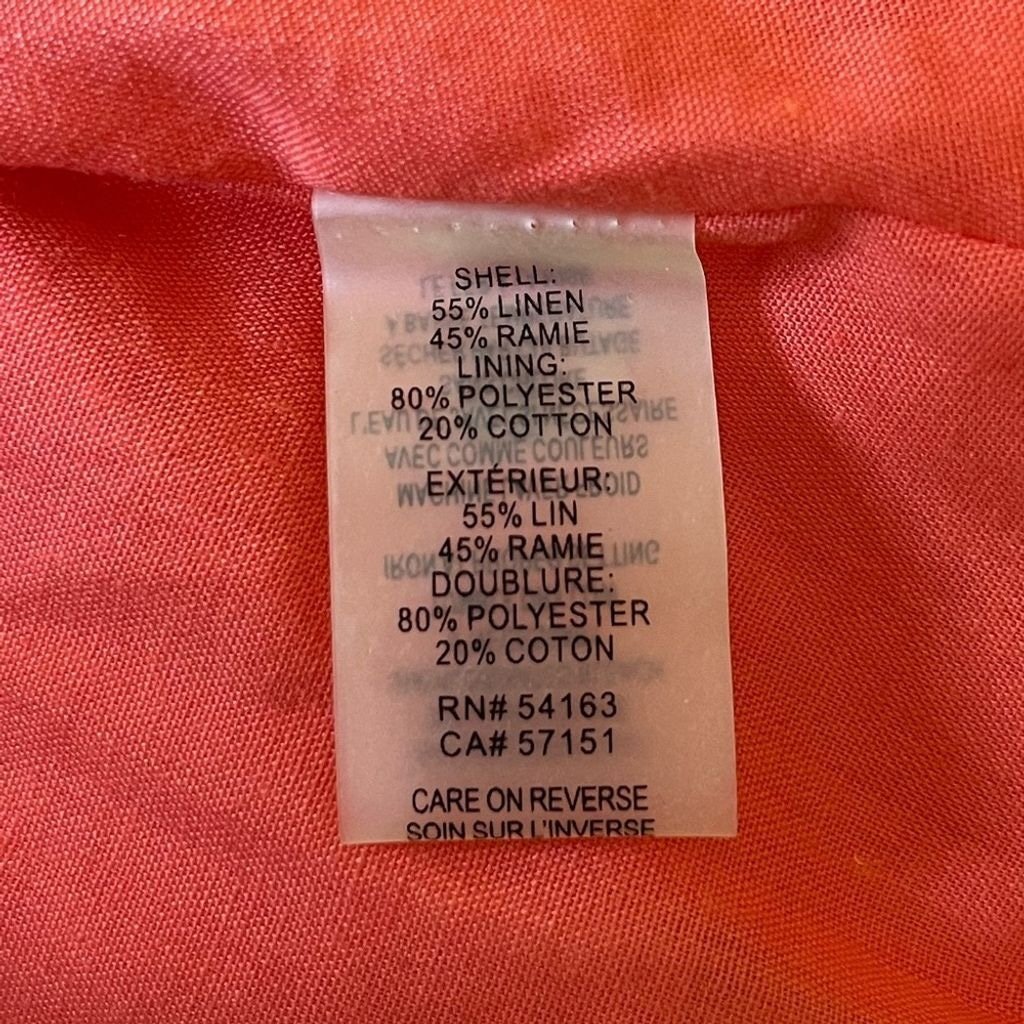 SHELL:
55% LINEN
45% RAMIE
LINING:
80% POLYESTER
20% COTTON
EXTÉRIEUR:
55% LIN
45% RAMIE
DOUBLURE:
80% POLYESTER
20% COTON
RN# 54163
CA# 57151
CARE ON REVERSE
SOIN SUR L'INVERSE